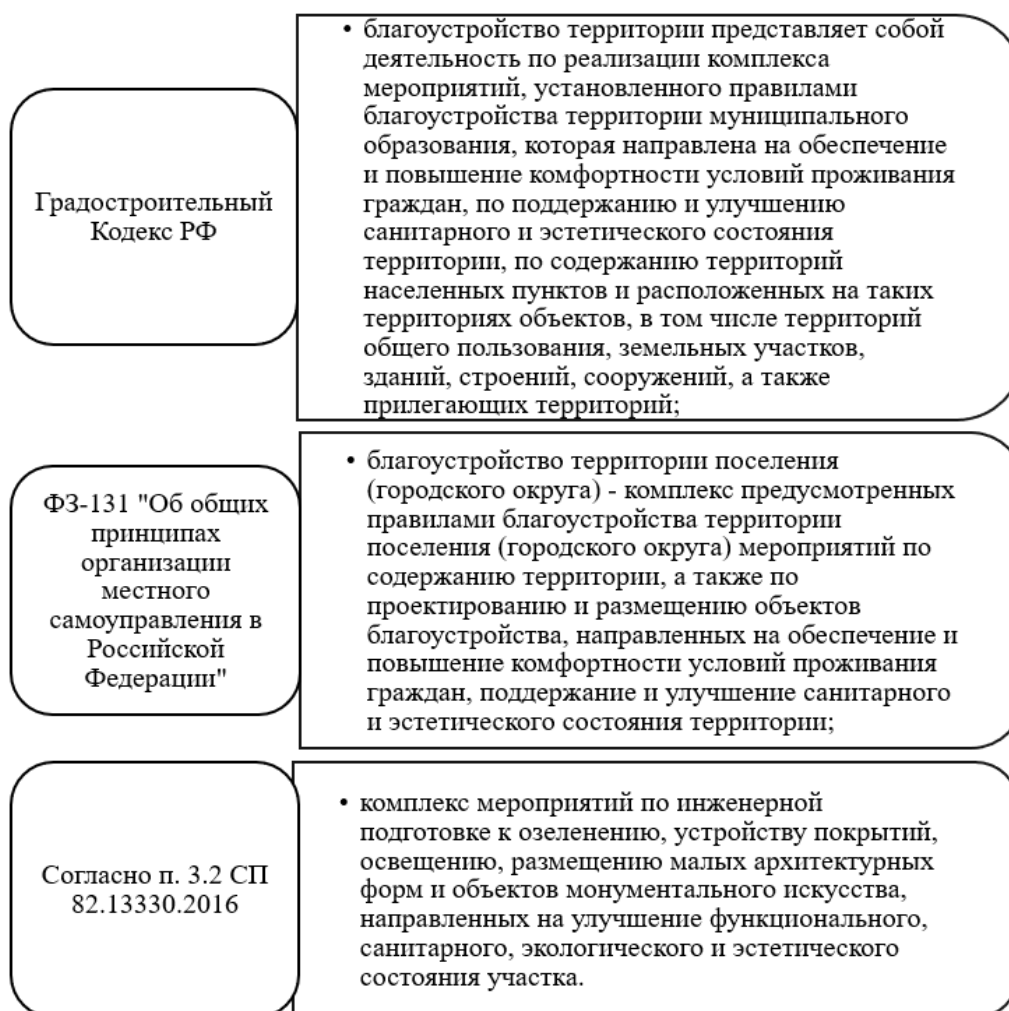 Градостроительный
Кодекс РФ
• благоустройство территории представляет собой
деятельность по реализации комплекса
мероприятий, установленного правилами
благоустройства территории муниципального
образования, которая направлена на обеспечение
и повышение комфортности условий проживания
граждан, по поддержанию и улучшению
санитарного и эстетического состояния
территории, по содержанию территорий
населенных пунктов и расположенных на таких
территориях объектов, в том числе территорий
общего пользования, земельных участков,
зданий, строений, сооружений, а также
прилегающих территорий;
ФЗ-131 "Об общих
принципах
организации
местного
самоуправления в
Российской
Федерации"
• благоустройство территории поселения
(городского округа) - комплекс предусмотренных
правилами благоустройства территории
поселения (городского округа) мероприятий по
содержанию территории, а также по
проектированию и размещению объектов
благоустройства, направленных на обеспечение и
повышение комфортности условий проживания
граждан, поддержание и улучшение санитарного
и эстетического состояния территории;
Согласно п. 3.2 СП
82.13330.2016
• комплекс мероприятий по инженерной
подготовке к озеленению, устройству покрытий,
освещению, размещению малых архитектурных
форм и объектов монументального искусства,
направленных на улучшение функционального,
санитарного, экологического и эстетического
состояния участка.